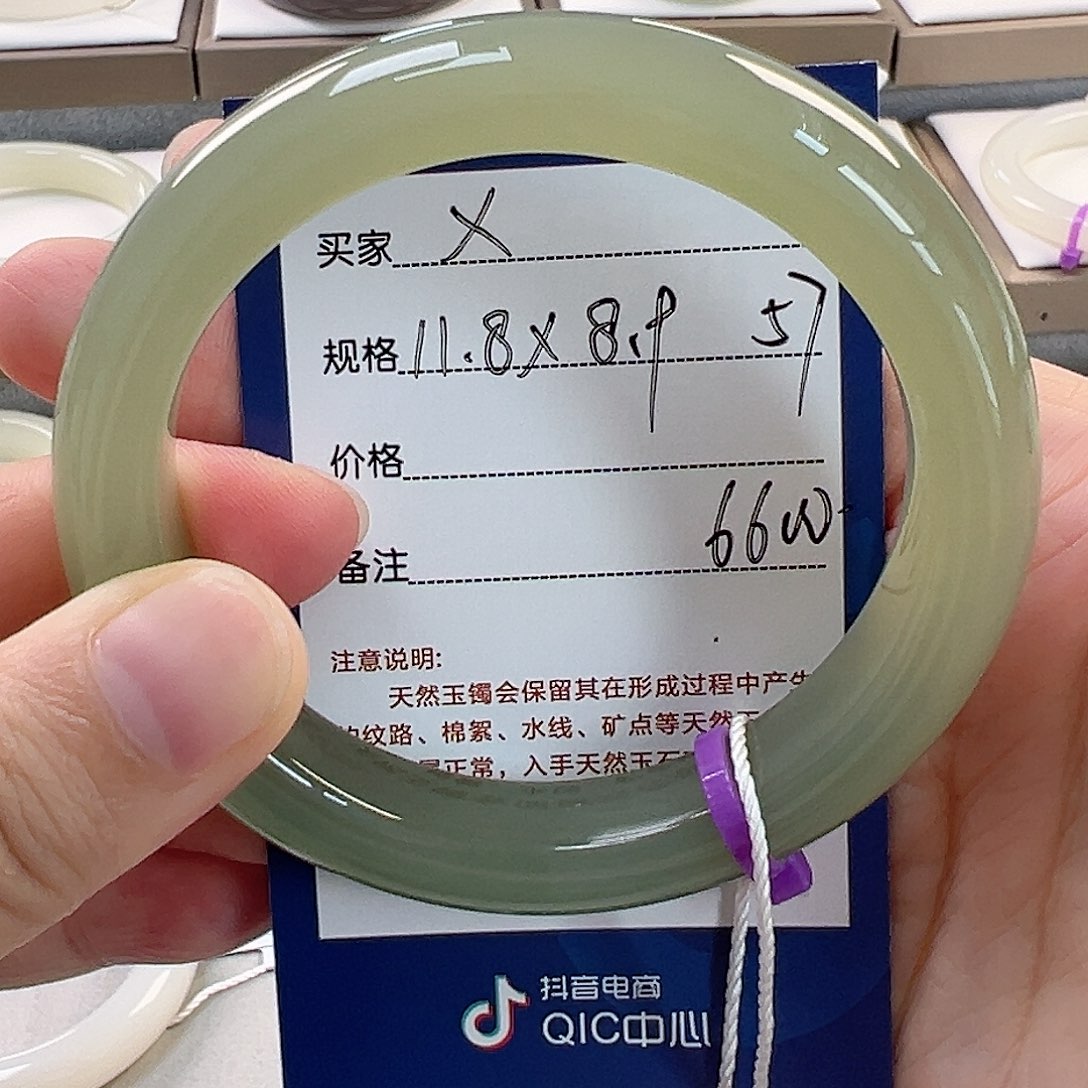 买家 X
规格 11.8X8.9 57
价格
66W
备注
注意说明:
天然玉镯会保留其在形成过程中产生
的纹路、棉絮、水线、矿点等天然
正常,入手天然玉石
抖音电商
QIC中心